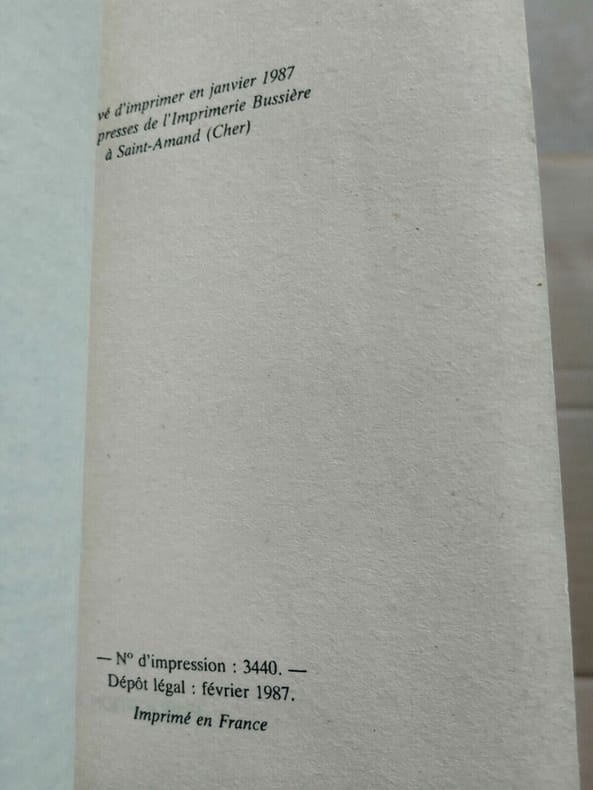 vé d'imprimer en janvier 1987
presses de l'Imprimerie Bussière
à Saint-Amand (Cher)
— Nº d'impression : 3440. —
Dépôt légal : février 1987.
Imprimé en France